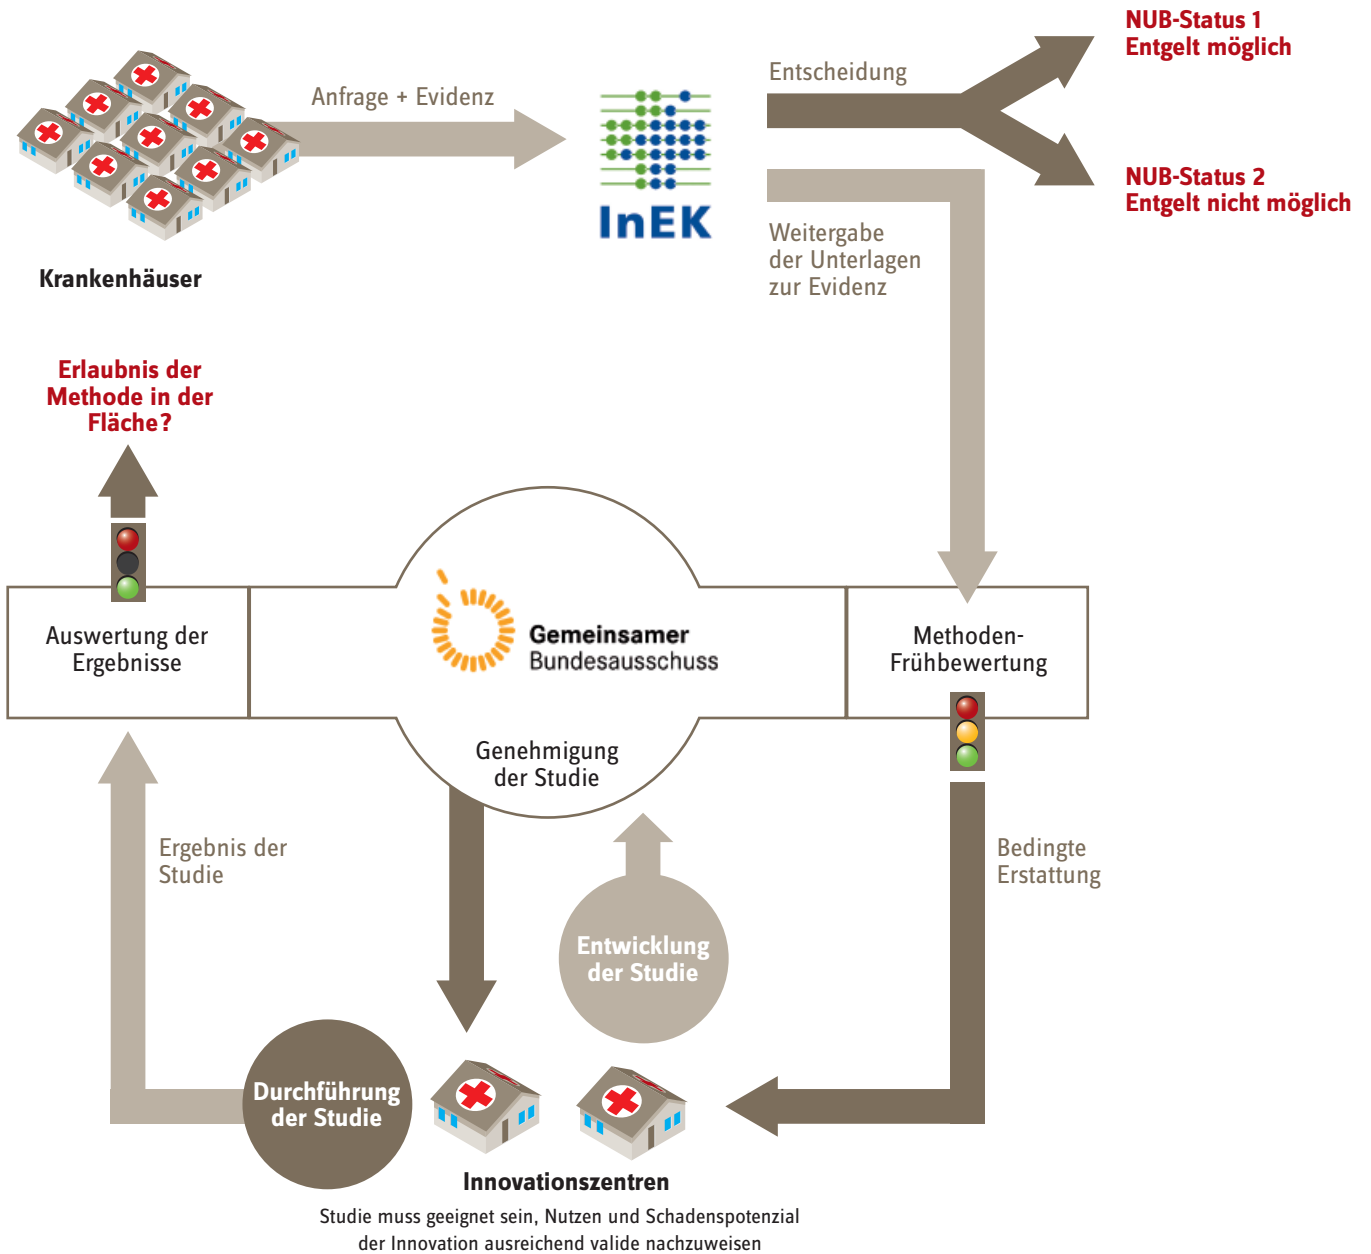 NUB-Status 1
Entgelt möglich
Entscheidung
Anfrage + Evidenz
InEK
NUB-Status 2
Entgelt nicht möglich
Weitergabe
der Unterlagen
zur Evidenz
Krankenhäuser
Erlaubnis der
Methode in der
Fläche?
Auswertung der
Ergebnisse
Gemeinsamer
Bundesausschuss
Methoden-
Frühbewertung
Genehmigung
der Studie
Ergebnis der
Studie
Bedingte
Erstattung
Entwicklung
der Studie
Durchführung
der Studie
Innovationszentren
Studie muss geeignet sein, Nutzen und Schadenspotenzial
der Innovation ausreichend valide nachzuweisen